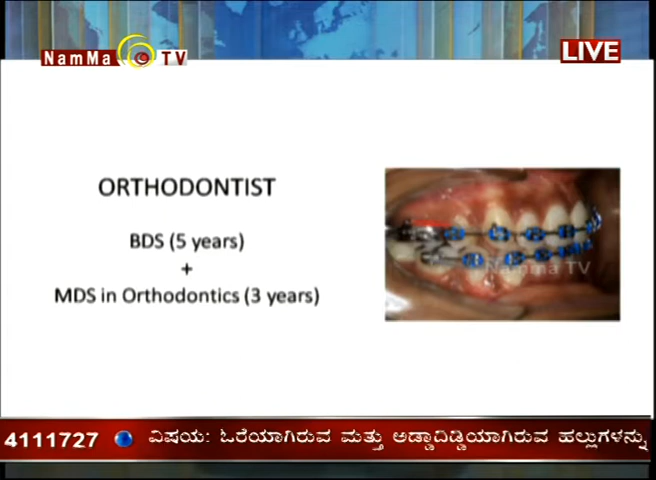 NamMa TV
LIVE
ORTHODONTIST
BDS (5 years)
+
MDS in Orthodontics (3 years)
Namma TV
4111727 ವಿಷಯ: ಓರೆಯಾಗಿರುವ ಮತ್ತು ಅಡ್ಡಾದಿಡ್ಡಿಯಾಗಿರುವ ಹಲ್ಲುಗಳನ್ನು